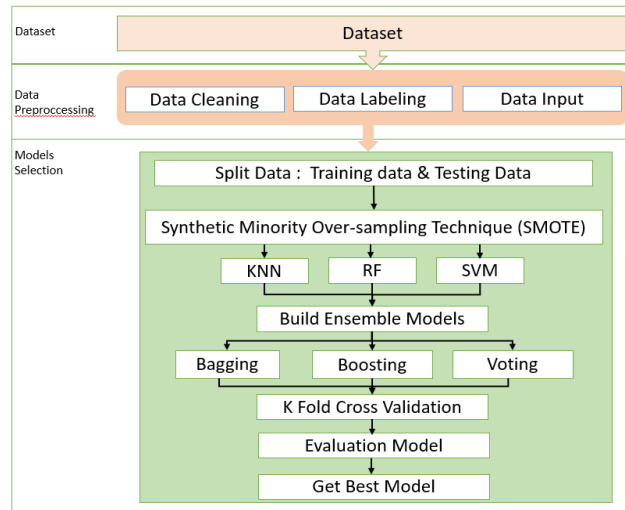 Dataset
Dataset
Data
Preproccessing
Data Cleaning
Data Labeling
Data Input
Models
Selection
Split Data : Training data & Testing Data
Synthetic Minority Over-sampling Technique (SMOTE)
KNN
RF
SVM
Build Ensemble Models
Bagging
Boosting
Voting
K Fold Cross Validation
Evaluation Model
Get Best Model